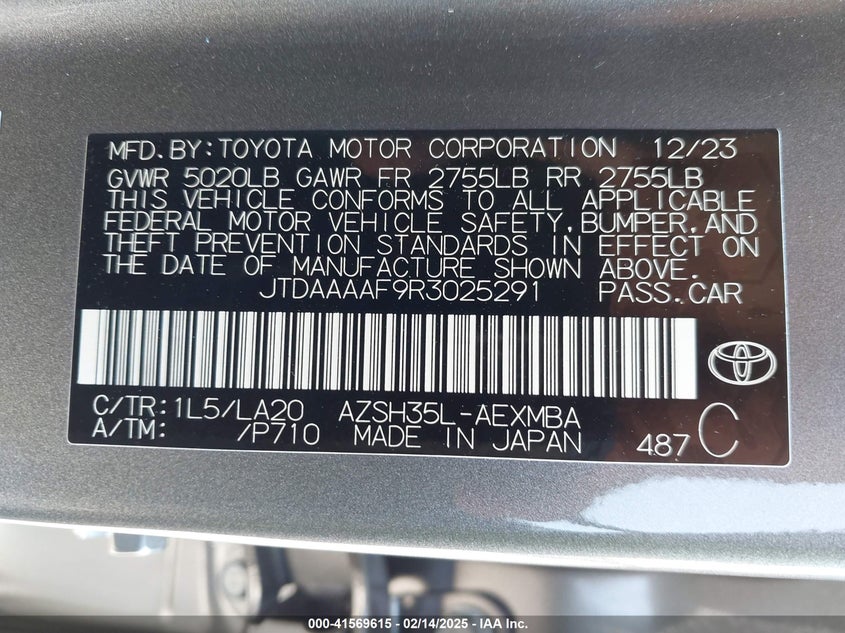 MFD.BY:TOYOTA MOTOR CORPORATION 12/23
GVWR 5020LB GAWR FR 2755LB RR 2755LB
THIS VEHICLE CONFORMS TO ALL APPLICABLE
FEDERAL MOTOR VEHICLE SAFETY,BUMPER,AND
THEFT PREVENTION STANDARDS IN EFFECT ON
THE DATE OF MANUFACTURE SHOWN ABOVE.
JTDAAAAF9R3025291 PASS.CAR
C/TR:1L5/LA20 AZSH35L-AEXMBA
A/TM: /P710 MADE IN JAPAN 487 C
000-41569615 - 02/14/2025 - IAA Inc.